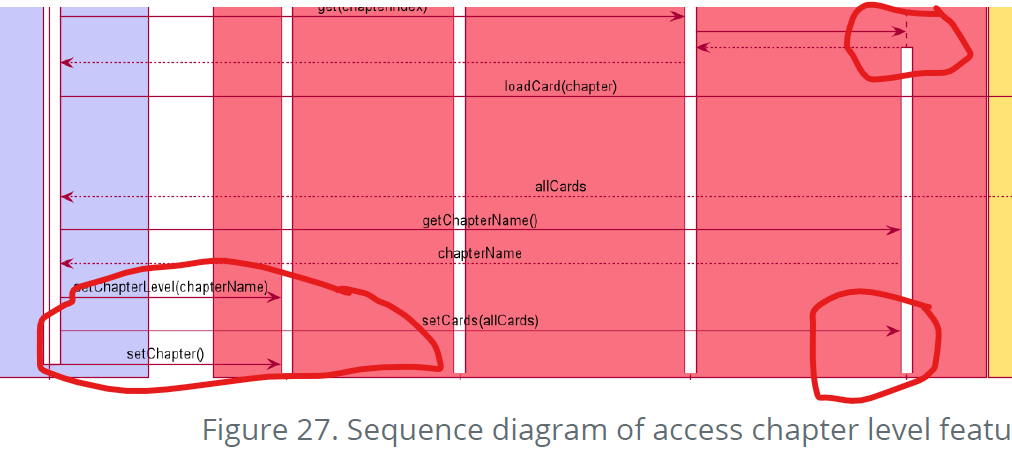 get(chapterIndex)
loadCard(chapter)
allCards
getChapterName()
chapterName
setChapterLevel(chapterName)
setCards(allCards)
setChapter()
Figure 27. Sequence diagram of access chapter level featu